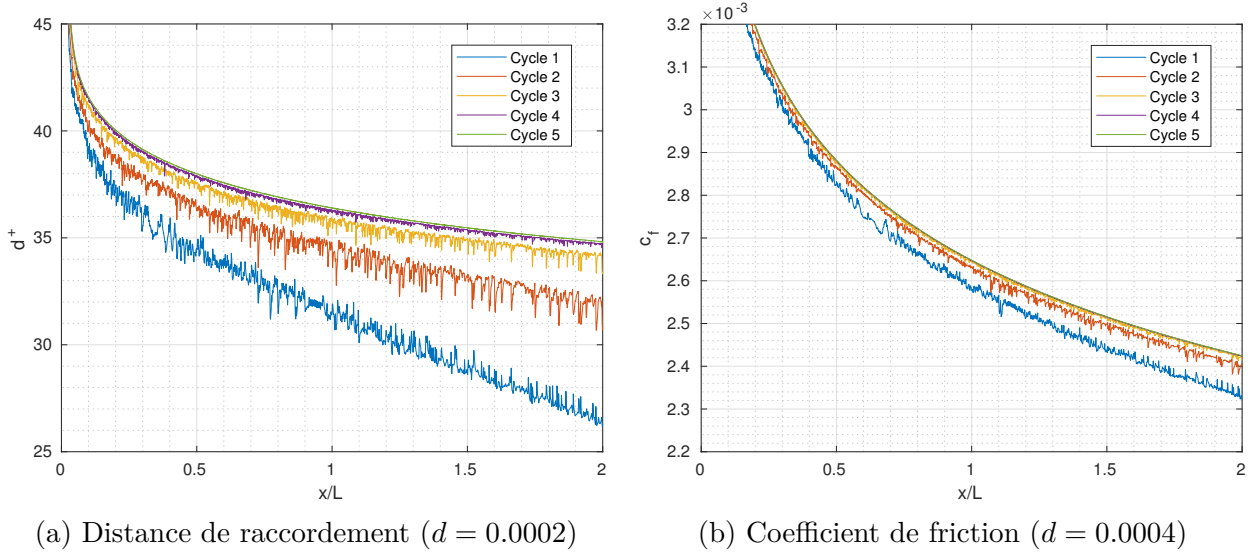 45
40
35
30
25
d+
0
0.5
1
1.5
2
x/L
Cycle 1
Cycle 2
Cycle 3
Cycle 4
Cycle 5
(a) Distance de raccordement (d = 0.0002)
×10⁻³
3.2
3.1
3
2.9
2.8
2.7
2.6
2.5
2.4
2.3
2.2
c_f
0
0.5
1
1.5
2
x/L
Cycle 1
Cycle 2
Cycle 3
Cycle 4
Cycle 5
(b) Coefficient de friction (d = 0.0004)